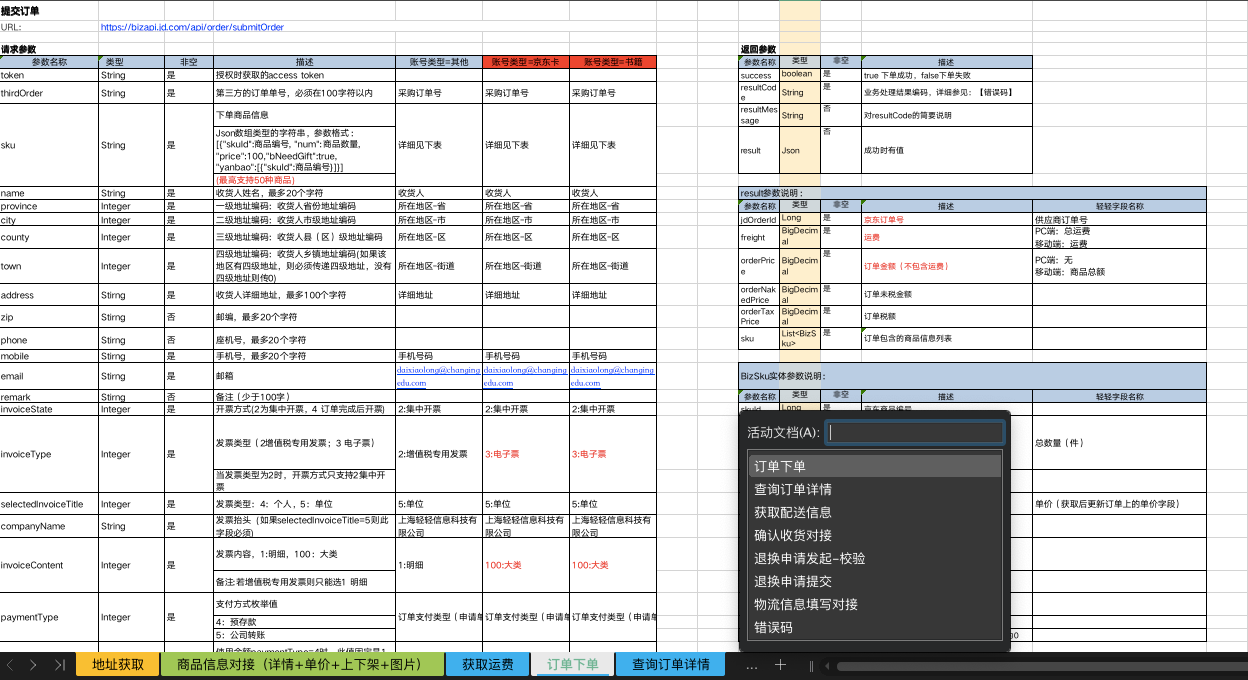 提交订单
URL: https://bizapi.jd.com/api/order/submitOrder
请求参数
参数名称 类型 非空 描述 账号类型=其他 账号类型=京东卡 账号类型=书籍
token String 是 授权时获取的access token
thirdOrder String 是 第三方的订单单号，必须在100字符以内 采购订单号 采购订单号 采购订单号
sku String 是 下单商品信息 详细见下表 详细见下表 详细见下表
Json数组类型的字符串，参数格式：
[{"skuId":商品编号, "num":商品数量,
"price":100,"bNeedGift":true,
"yanbao":[{"skuId":商品编号}]}]
(最高支持50种商品)
name Stirng 是 收货人姓名，最多20个字符 收货人 收货人 收货人
province Integer 是 一级地址编码：收货人省份地址编码 所在地区-省 所在地区-省 所在地区-省
city Integer 是 二级地址编码：收货人市级地址编码 所在地区-市 所在地区-市 所在地区-市
county Integer 是 三级地址编码：收货人县（区）级地址编码 所在地区-区 所在地区-区 所在地区-区
town Integer 是 四级地址编码：收货人乡镇地址编码(如果该 所在地区-街道 所在地区-街道 所在地区-街道
地区有四级地址，则必须传递四级地址，没有
四级地址则传0)
address Stirng 是 收货人详细地址，最多100个字符 详细地址 详细地址 详细地址
zip Stirng 否 邮编，最多20个字符
phone Stirng 否 座机号，最多20个字符
mobile Stirng 是 手机号，最多20个字符 手机号码 手机号码 手机号码
email Stirng 是 邮箱 daixiaolong@changing daixiaolong@changing daixiaolong@changing
edu.com edu.com edu.com
remark Stirng 否 备注（少于100字）
invoiceState Integer 是 开票方式(2为集中开票，4 订单完成后开票) 2:集中开票 2:集中开票 2:集中开票
invoiceType Integer 是 发票类型（2增值税专用发票；3 电子票） 2:增值税专用发票 3:电子票 3:电子票
当发票类型为2时，开票方式只支持2集中开
票
selectedInvoiceTitle Integer 是 发票类型：4：个人，5：单位 5:单位 5:单位 5:单位
companyName String 是 发票抬头 (如果selectedInvoiceTitle=5则此 上海轻轻信息科技有 上海轻轻信息科技有 上海轻轻信息科技有
字段必须) 限公司 限公司 限公司
invoiceContent Integer 是 发票内容，1:明细，100：大类 1:明细 100:大类 100:大类
备注:若增值税专用发票则只能选1 明细
paymentType Integer 是 支付方式枚举值 订单支付类型（申请单 订单支付类型（申请单 订单支付类型（申请单
4：预存款
5：公司转账
返回参数
参数名称 类型 非空 描述
success boolean 是 true 下单成功，false下单失败
resultCod
e String 是 业务处理结果编码，详细参见：【错误码】
resultMes
sage String 否 对resultCode的简要说明
result Json 否 成功时有值
result参数说明：
参数名称 类型 非空 描述 轻轻字段名称
jdOrderId Long 是 京东订单号 供应商订单号
freight BigDecim
al 是 运费 PC端：总运费
移动端：运费
orderPric
e BigDecim
al 是 订单金额（不包含运费） PC端：无
移动端：商品总额
orderNak
edPrice BigDecim
al 是 订单未税金额
orderTax
Price BigDecim
al 是 订单税额
sku List<BizS
ku> 是 订单包含的商品信息列表
BizSku实体参数说明：
参数名称 类型 非空 描述 轻轻字段名称
skuId Long 是 京东商品编号
总数量（件）
单价（获取后更新订单上的单价字段）
活动文档(A):
订单下单
查询订单详情
获取配送信息
确认收货对接
退换申请发起-校验
退换申请提交
物流信息填写对接
错误码
地址获取 商品信息对接（详情+单价+上下架+图片） 获取运费 订单下单 查询订单详情 ... +